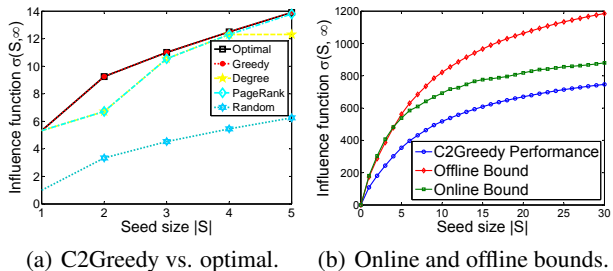 Influence function σ(S,∞)
14
12
10
8
6
4
2
0
1 2 3 4 5
Seed size |S|
Optimal
Greedy
Degree
PageRank
Random
(a) C2Greedy vs. optimal.
Influence function σ(S, ∞)
1200
1000
800
600
400
200
0
0 5 10 15 20 25 30
Seed size |S|
C2Greedy Performance
Offline Bound
Online Bound
(b) Online and offline bounds.